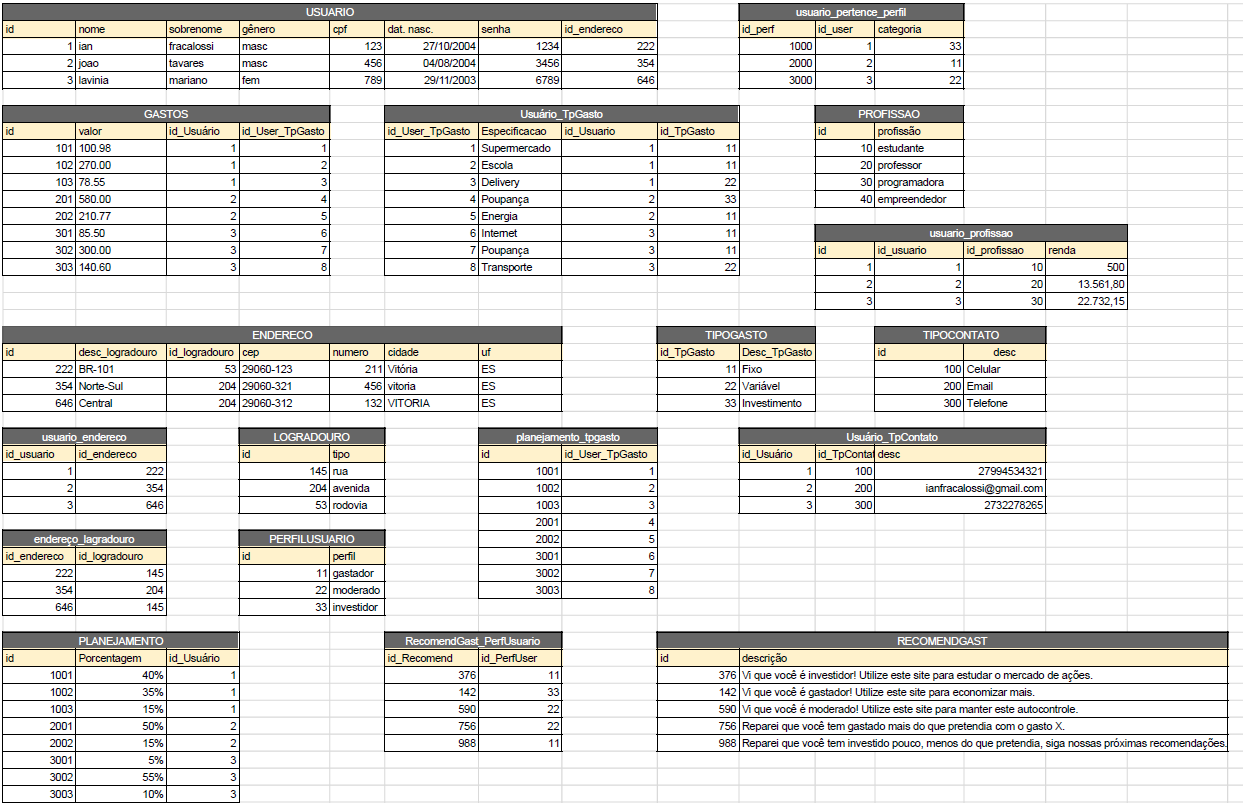 USUARIO
id nome sobrenome gênero cpf dat. nasc. senha id_endereco
1 ian fracalossi masc 123 27/10/2004 1234 222
2 joao tavares masc 456 04/08/2004 3456 354
3 lavinia mariano fem 789 29/11/2003 6789 646
usuario_pertence_perfil
id_perf id_user categoria
1000 1 33
2000 2 11
3000 3 22
GASTOS
id valor id_Usuário id_User_TpGasto
101 100.98 1 1
102 270.00 1 2
103 78.55 1 3
201 580.00 2 4
202 210.77 2 5
301 85.50 3 6
302 300.00 3 7
303 140.60 3 8
Usuário_TpGasto
id_User_TpGasto Especificacao id_Usuario id_TpGasto
1 Supermercado 1 11
2 Escola 1 11
3 Delivery 1 22
4 Poupança 2 33
5 Energia 2 11
6 Internet 3 11
7 Poupança 3 11
8 Transporte 3 22
PROFISSAO
id profissão
10 estudante
20 professor
30 programadora
40 empreendedor
usuario_profissao
id id_usuario id_profissao renda
1 1 10 500
2 2 20 13.561,80
3 3 30 22.732,15
ENDERECO
id desc_logradouro id_logradouro cep numero cidade uf
222 BR-101 53 29060-123 211 Vitória ES
354 Norte-Sul 204 29060-321 456 vitoria ES
646 Central 204 29060-312 132 VITORIA ES
TIPOGASTO
id_TpGasto Desc_TpGasto
11 Fixo
22 Variável
33 Investimento
TIPOCONTATO
id desc
100 Celular
200 Email
300 Telefone
usuario_endereco
id_usuario id_endereco
1 222
2 354
3 646
LOGRADOURO
id tipo
145 rua
204 avenida
53 rodovia
planejamento_tpgasto
id id_User_TpGasto
1001 1
1002 2
1003 3
2001 4
2002 5
3001 6
3002 7
3003 8
Usuário_TpContato
id_Usuário id_TpContat desc
1 100 27994534321
2 200 ianfracalossi@gmail.com
3 300 2732278265
endereço_lagradouro
id_endereco id_logradouro
222 145
354 204
646 145
PERFILUSUARIO
id perfil
11 gastador
22 moderado
33 investidor
PLANEJAMENTO
id Porcentagem id_Usuário
1001 40% 1
1002 35% 1
1003 15% 1
2001 50% 2
2002 15% 2
3001 5% 3
3002 55% 3
3003 10% 3
RecomendGast_PerfUsuario
id_Recomend id_PerfUser
376 11
142 33
590 22
756 22
988 11
RECOMENDGAST
id descrição
376 Vi que você é investidor! Utilize este site para estudar o mercado de ações.
142 Vi que você é gastador! Utilize este site para economizar mais.
590 Vi que você é moderado! Utilize este site para manter este autocontrole.
756 Reparei que você tem gastado mais do que pretendia com o gasto X.
988 Reparei que você tem investido pouco, menos do que pretendia, siga nossas próximas recomendações.